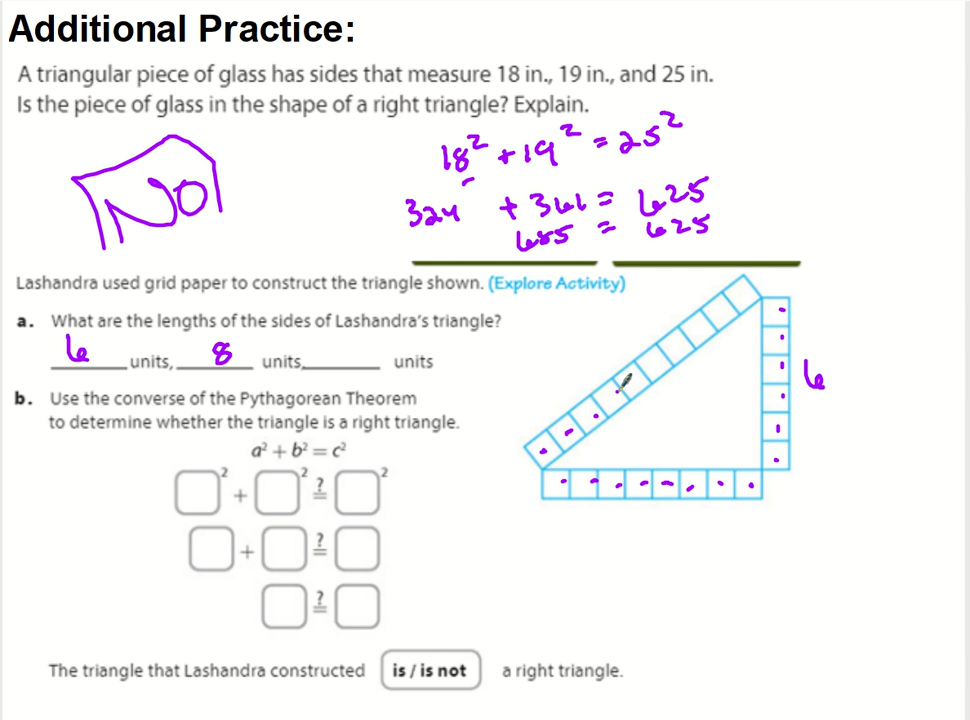 Additional Practice:
A triangular piece of glass has sides that measure 18 in., 19 in., and 25 in.
Is the piece of glass in the shape of a right triangle? Explain.
18² + 19² = 25²
No
324 + 361 = 625
685 = 625
Lashandra used grid paper to construct the triangle shown. (Explore Activity)
a. What are the lengths of the sides of Lashandra's triangle?
6 units, 8 units, units
6
b. Use the converse of the Pythagorean Theorem
to determine whether the triangle is a right triangle.
a² + b² = c²
2 + 2 ≟ 2
+ ≟
≟
The triangle that Lashandra constructed is / is not a right triangle.